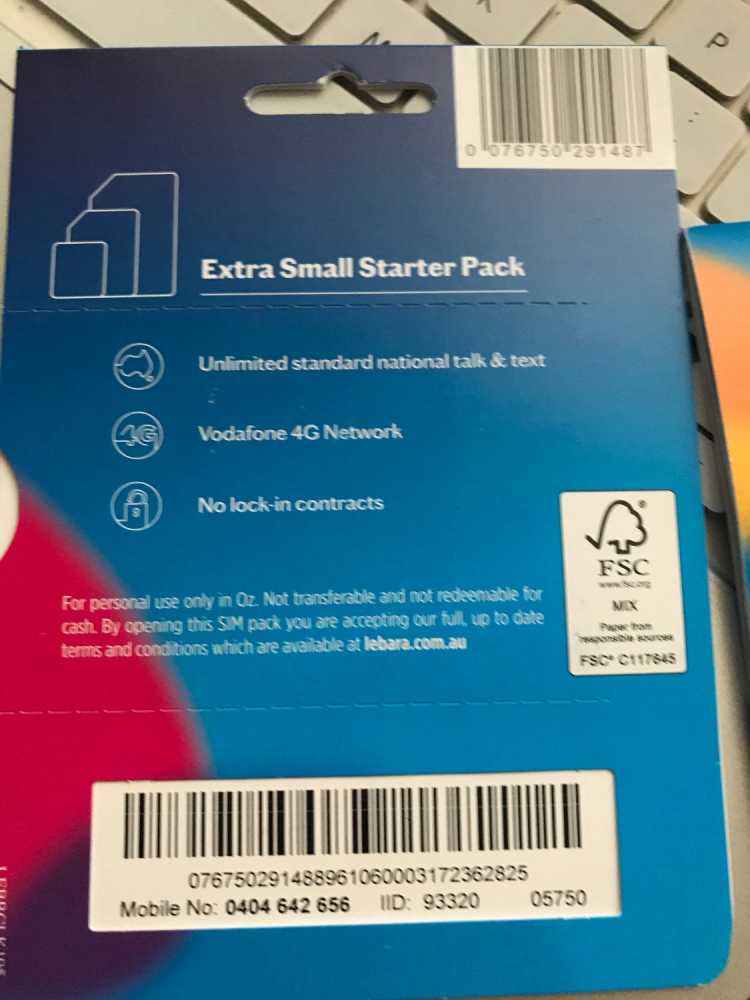 P
0 076750 291487
Extra Small Starter Pack
Unlimited standard national talk & text
4G
Vodafone 4G Network
No lock-in contracts
For personal use only in Oz. Not transferable and not redeemable for
cash. By opening this SIM pack you are accepting our full, up to date
terms and conditions which are available at lebara.com.au
®
FSC
www.fsc.org
MIX
Paper from
responsible sources
FSC® C117645
076750291488961060003172362825
Mobile No: 0404 642 656 IID: 93320 05750